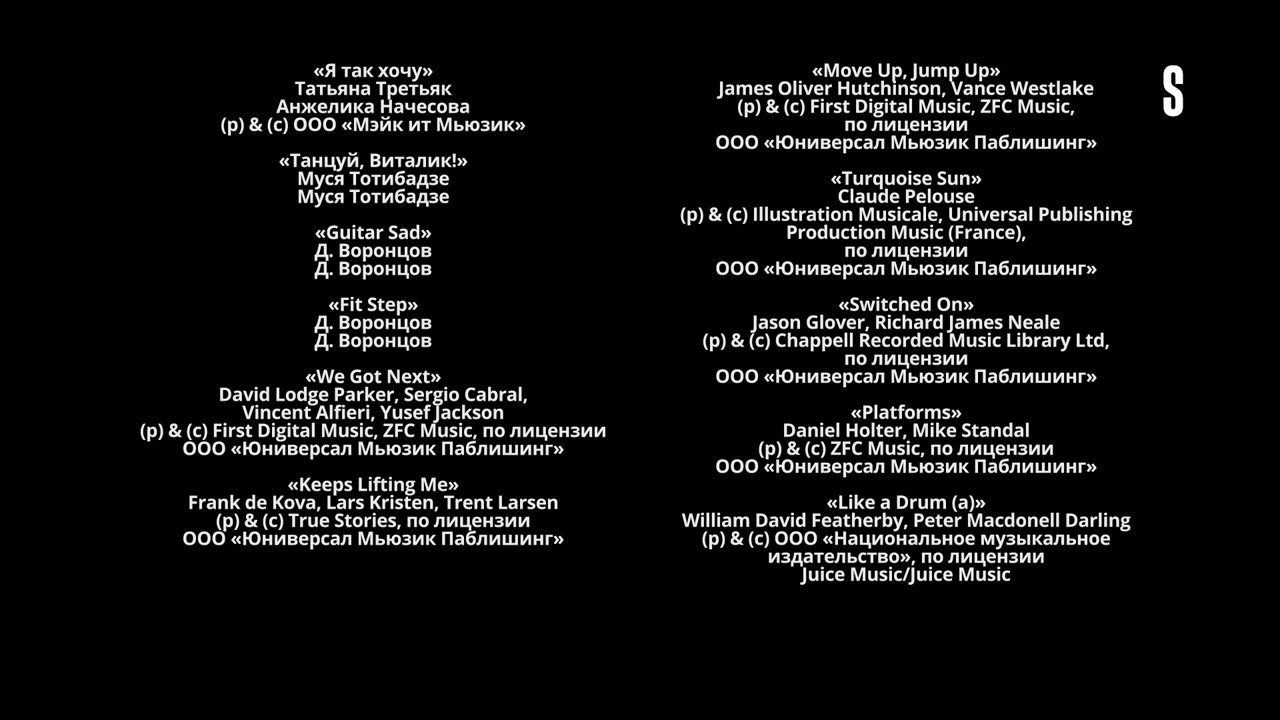 «Я так хочу»
Татьяна Третьяк
Анжелика Начесова
(p) & (c) ООО «Мэйк ит Мьюзик»
«Танцуй, Виталик!»
Муся Тотибадзе
Муся Тотибадзе
«Guitar Sad»
Д. Воронцов
Д. Воронцов
«Fit Step»
Д. Воронцов
Д. Воронцов
«We Got Next»
David Lodge Parker, Sergio Cabral,
Vincent Alfieri, Yusef Jackson
(p) & (c) First Digital Music, ZFC Music, по лицензии
ООО «Юниверсал Мьюзик Паблишинг»
«Keeps Lifting Me»
Frank de Kova, Lars Kristen, Trent Larsen
(p) & (c) True Stories, по лицензии
ООО «Юниверсал Мьюзик Паблишинг»
«Move Up, Jump Up»
James Oliver Hutchinson, Vance Westlake
(p) & (c) First Digital Music, ZFC Music,
по лицензии
ООО «Юниверсал Мьюзик Паблишинг»
«Turquoise Sun»
Claude Pelouse
(p) & (c) Illustration Musicale, Universal Publishing
Production Music (France),
по лицензии
ООО «Юниверсал Мьюзик Паблишинг»
«Switched On»
Jason Glover, Richard James Neale
(p) & (c) Chappell Recorded Music Library Ltd,
по лицензии
ООО «Юниверсал Мьюзик Паблишинг»
«Platforms»
Daniel Holter, Mike Standal
(p) & (c) ZFC Music, по лицензии
ООО «Юниверсал Мьюзик Паблишинг»
«Like a Drum (a)»
William David Featherby, Peter Macdonell Darling
(p) & (c) ООО «Национальное музыкальное
издательство», по лицензии
Juice Music/Juice Music
S